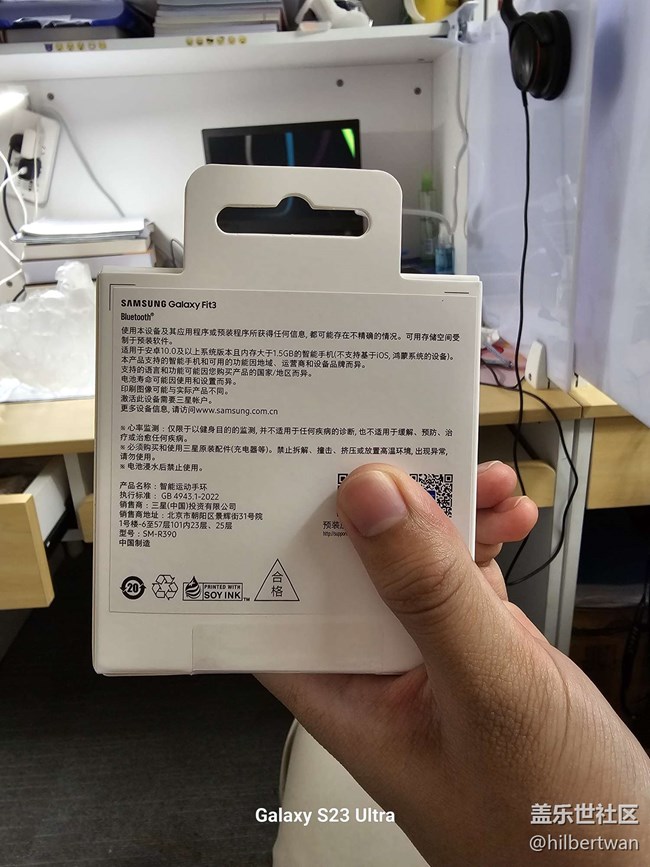 SAMSUNG Galaxy Fit3
Bluetooth®
使用本设备及其应用程序或预装程序所获得任何信息, 都可能存在不精确的情况。可用存储空间受
制于预装软件。
适用于安卓10.0及以上系统版本且内存大于1.5GB的智能手机(不支持基于iOS, 鸿蒙系统的设备)。
本产品支持的智能手机和可用的功能因地域、运营商和设备品牌而异。
支持的语言和功能可能因您购买产品的国家/地区而异。
电池寿命可能因使用和设置而异。
印刷图像可能与实际产品不同。
激活此设备需要三星帐户。
更多设备信息, 请访问www.samsung.com.cn
※ 心率监测 : 仅限于以健身目的的监测, 并不适用于任何疾病的诊断, 也不适用于缓解、预防、治
疗或治愈任何疾病。
※ 必须购买和使用三星原装配件(充电器等)。禁止拆解、撞击、挤压或放置高温环境, 出现异常,
请勿使用。
※ 电池浸水后禁止使用。
产品名称 : 智能运动手环
执行标准 : GB 4943.1-2022
销售商 : 三星(中国)投资有限公司
销售商地址 : 北京市朝阳区景辉街31号院
1号楼-6至57层101内23层、25层
型号 : SM-R390
中国制造
预装
http://suppo
20
PRINTED WITH
SOY INK™
合
格
Galaxy S23 Ultra
盖乐世社区
@hilbertwan